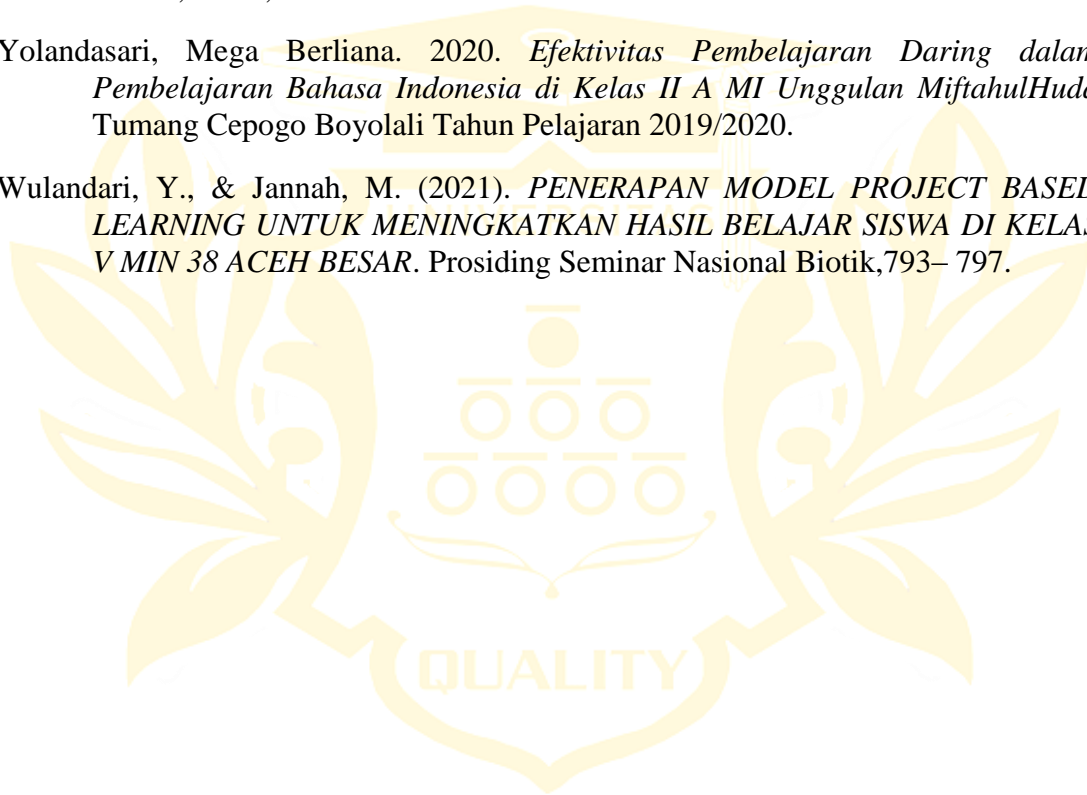 Yolandasari, Mega Berliana. 2020. Efektivitas Pembelajaran Daring dalam
Pembelajaran Bahasa Indonesia di Kelas II A MI Unggulan MiftahulHuda
Tumang Cepogo Boyolali Tahun Pelajaran 2019/2020.
Wulandari, Y., & Jannah, M. (2021). PENERAPAN MODEL PROJECT BASED
LEARNING UNTUK MENINGKATKAN HASIL BELAJAR SISWA DI KELAS
V MIN 38 ACEH BESAR. Prosiding Seminar Nasional Biotik,793– 797.
UNIVERSITAS
QUALITY